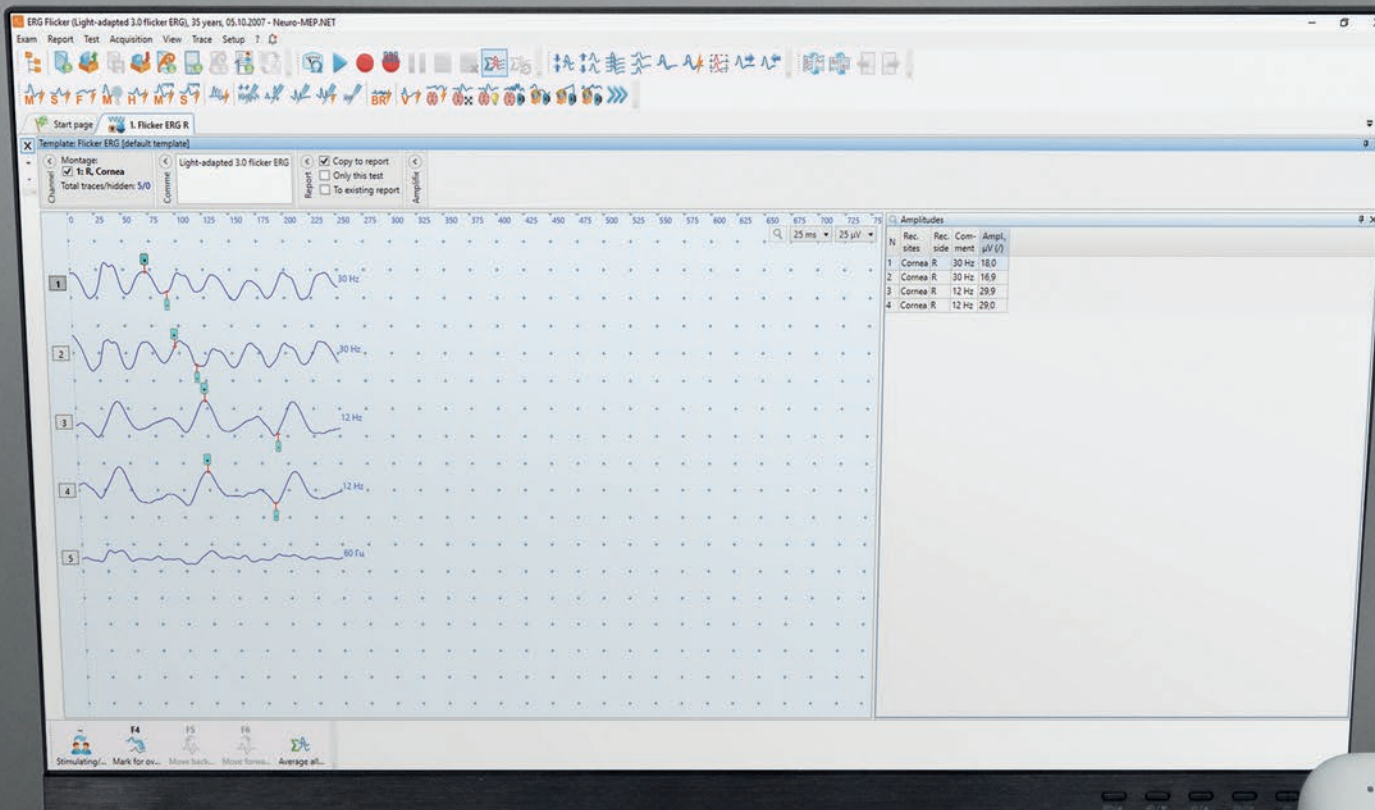 ERG Flicker (Light-adapted 3.0 flicker ERG), 35 years, 05.10.2007 - Neuro-MEP.NET
Exam Report Test Acquisition View Trace Setup ?
M S F M H M S BR V
Start page 1. Flicker ERG R
X Template: Flicker ERG [default template]
Channel Montage:
1: R, Cornea
Total traces/hidden: 5/0
Comme Light-adapted 3.0 flicker ERG
Report Copy to report
Only this test
To existing report
Amplifie
0 25 50 75 100 125 150 175 200 225 250 275 300 325 350 375 400 425 450 475 500 525 550 575 600 625 650 675 700 725 75
25 ms 25 µV
1 30 Hz
2 30 Hz
3 12 Hz
4 12 Hz
5 60 Гц
Amplitudes
N Rec. sites Rec. side Com- ment Ampl, µV (/)
1 Cornea R 30 Hz 18,0
2 Cornea R 30 Hz 16,9
3 Cornea R 12 Hz 29,9
4 Cornea R 12 Hz 29,0
F4 F5 F6
Stimulating/... Mark for ov... Move back... Move forwa... Average all...